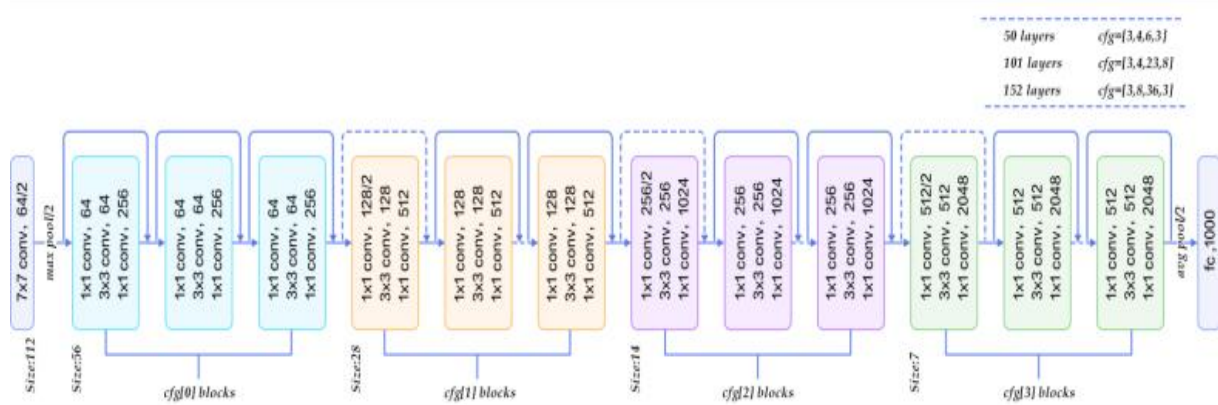 50 layers cfg=[3,4,6,3]
101 layers cfg=[3,4,23,8]
152 layers cfg=[3,8,36,3]
7x7 conv, 64/2
max pool/2
1x1 conv, 64
3x3 conv, 64
1x1 conv, 256
1x1 conv, 64
3x3 conv, 64
1x1 conv, 256
1x1 conv, 64
3x3 conv, 64
1x1 conv, 256
1x1 conv, 128/2
3x3 conv, 128
1x1 conv, 512
1x1 conv, 128
3x3 conv, 128
1x1 conv, 512
1x1 conv, 128
3x3 conv, 128
1x1 conv, 512
1x1 conv, 256/2
3x3 conv, 256
1x1 conv, 1024
1x1 conv, 256
3x3 conv, 256
1x1 conv, 1024
1x1 conv, 256
3x3 conv, 256
1x1 conv, 1024
1x1 conv, 512/2
3x3 conv, 512
1x1 conv, 2048
1x1 conv, 512
3x3 conv, 512
1x1 conv, 2048
1x1 conv, 512
3x3 conv, 512
1x1 conv, 2048
avg pool/2
fc ,1000
Size:112
Size:56
Size:28
Size:14
Size:7
cfg[0] blocks
cfg[1] blocks
cfg[2] blocks
cfg[3] blocks